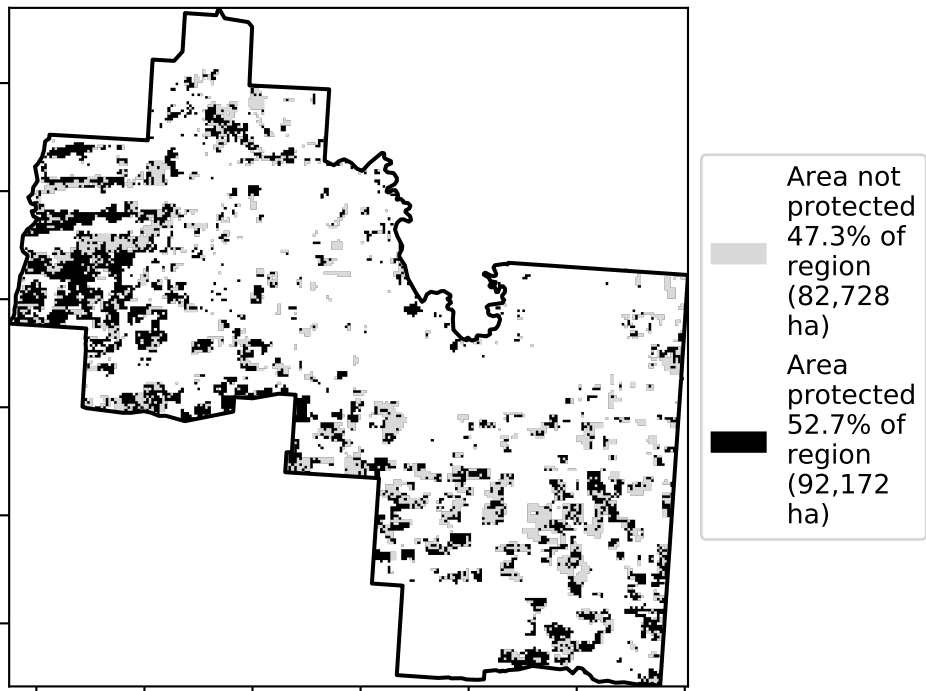 Area not
protected
47.3% of
region
(82,728
ha)
Area
protected
52.7% of
region
(92,172
ha)